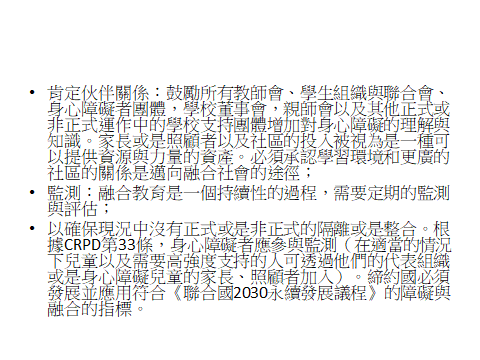 • 肯定伙伴關係：鼓勵所有教師會、學生組織與聯合會、
身心障礙者團體，學校董事會，親師會以及其他正式或
非正式運作中的學校支持團體增加對身心障礙的理解與
知識。家長或是照顧者以及社區的投入被視為是一種可
以提供資源與力量的資產。必須承認學習環境和更廣的
社區的關係是邁向融合社會的途徑；
• 監測：融合教育是一個持續性的過程，需要定期的監測
與評估；
• 以確保現況中沒有正式或是非正式的隔離或是整合。根
據CRPD第33條，身心障礙者應參與監測（在適當的情況
下兒童以及需要高強度支持的人可透過他們的代表組織
或是身心障礙兒童的家長、照顧者加入）。締約國必須
發展並應用符合《聯合國2030永續發展議程》的障礙與
融合的指標。